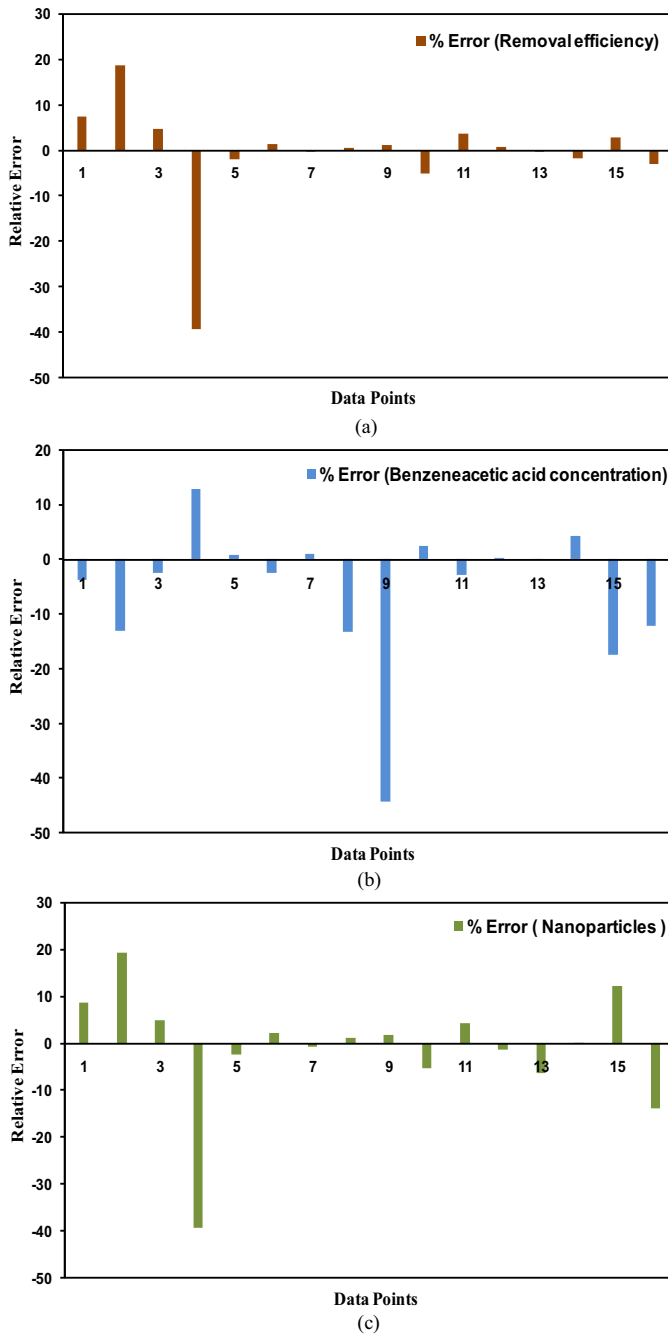 30
% Error (Removal efficiency)
20
10
0
1 3 5 7 9 11 13 15
-10
-20
-30
-40
-50
Relative Error
Data Points
(a)
20
% Error (Benzeneacetic acid concentration)
10
0
1 3 5 7 9 11 13 15
-10
-20
-30
-40
-50
Relative Error
Data Points
(b)
30
% Error ( Nanoparticles )
20
10
0
1 3 5 7 9 11 13 15
-10
-20
-30
-40
-50
Relative Error
Data Points
(c)